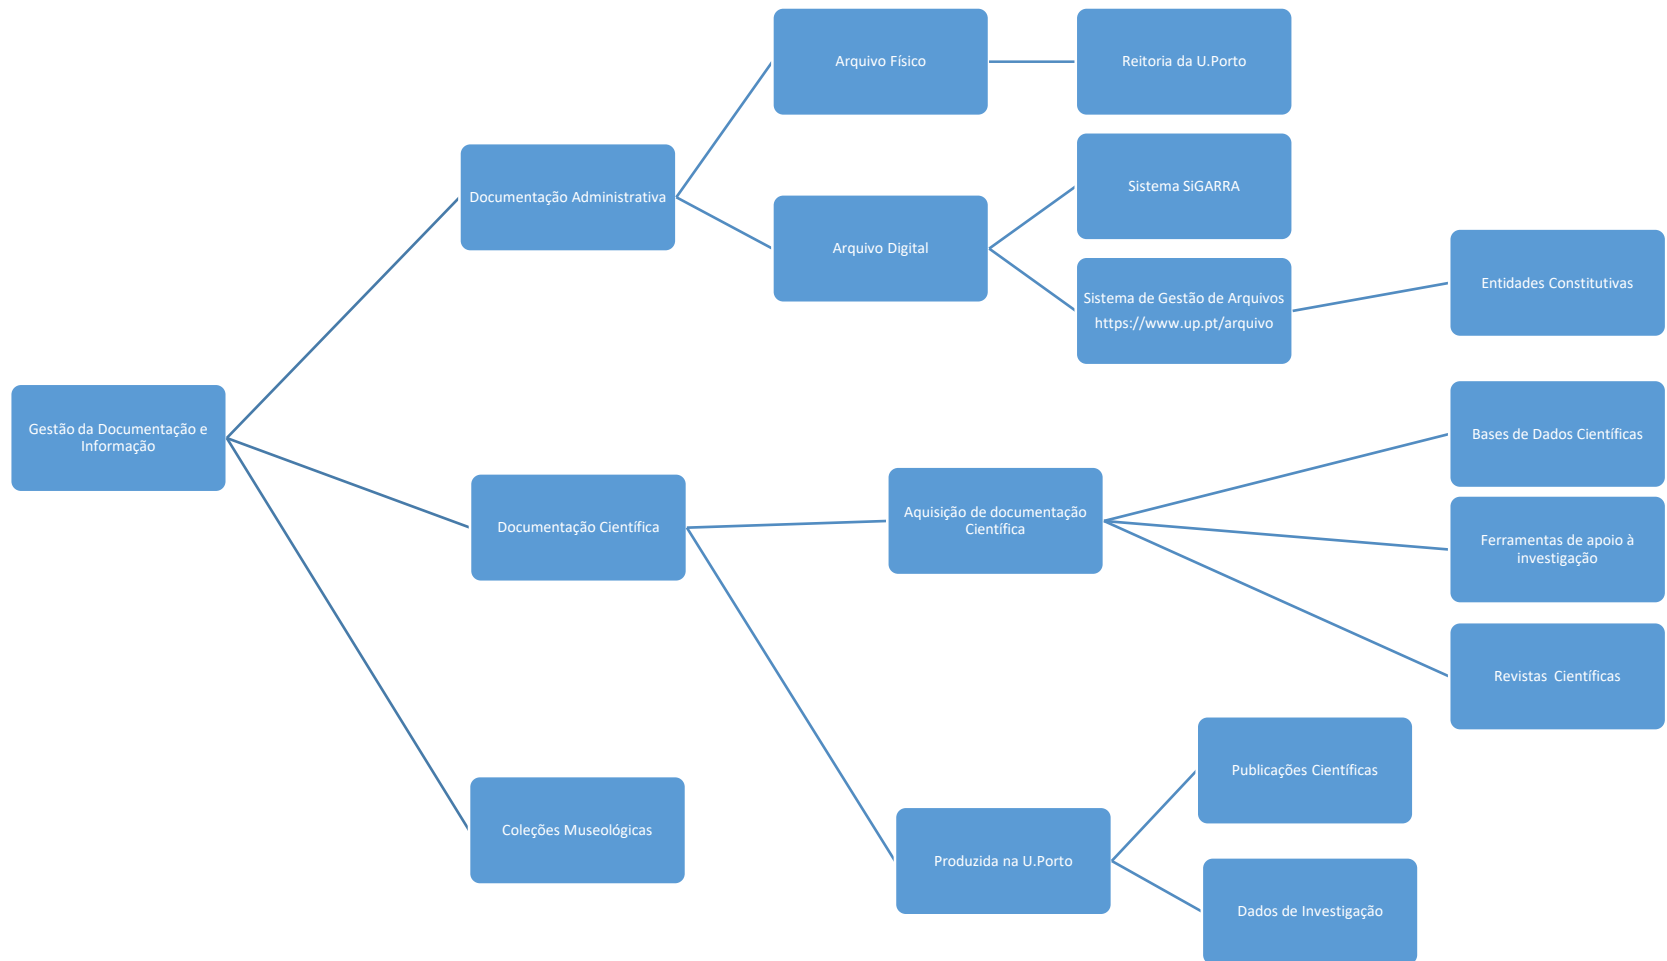 Arquivo Físico
Reitoria da U.Porto
Documentação Administrativa
Sistema SiGARRA
Arquivo Digital
Sistema de Gestão de Arquivos
https://www.up.pt/arquivo
Entidades Constitutivas
Gestão da Documentação e
Informação
Documentação Científica
Aquisição de documentação
Científica
Bases de Dados Científicas
Ferramentas de apoio à
investigação
Revistas  Científicas
Coleções Museológicas
Produzida na U.Porto
Publicações Científicas
Dados de Investigação